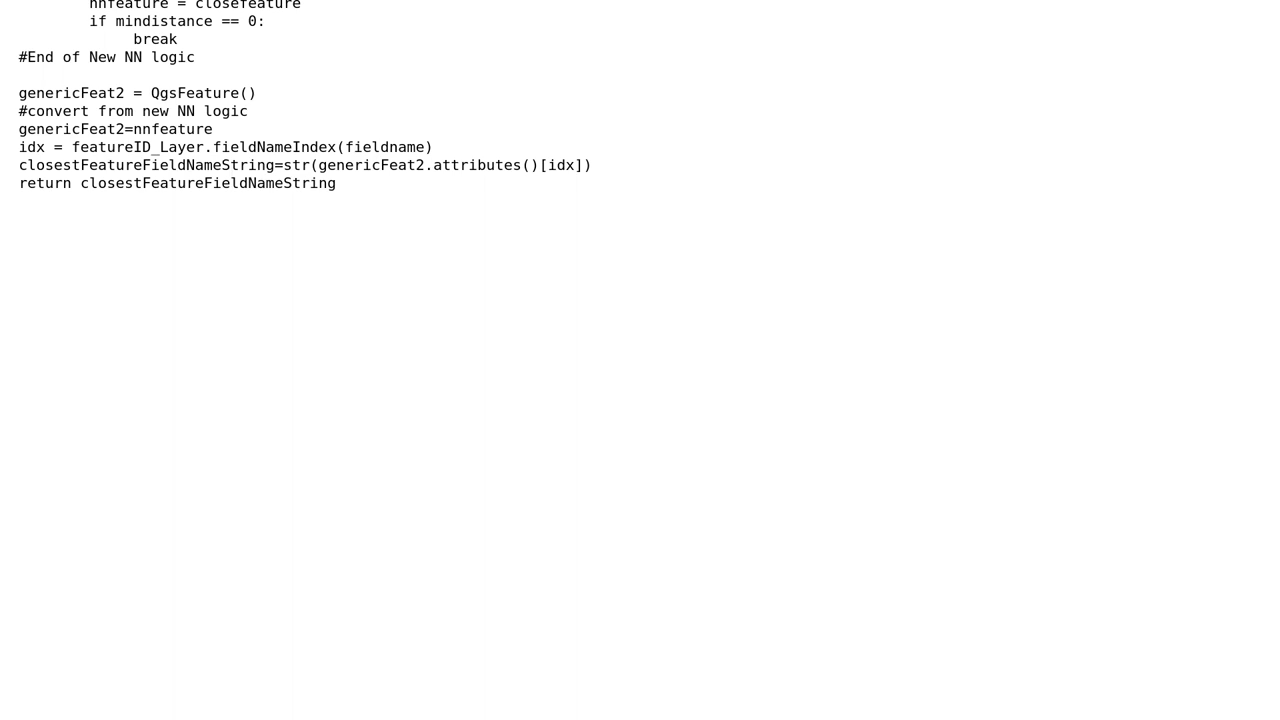 nnfeature = closefeature
if mindistance == 0:
break
#End of New NN logic
genericFeat2 = QgsFeature()
#convert from new NN logic
genericFeat2=nnfeature
idx = featureID_Layer.fieldNameIndex(fieldname)
closestFeatureFieldNameString=str(genericFeat2.attributes()[idx])
return closestFeatureFieldNameString